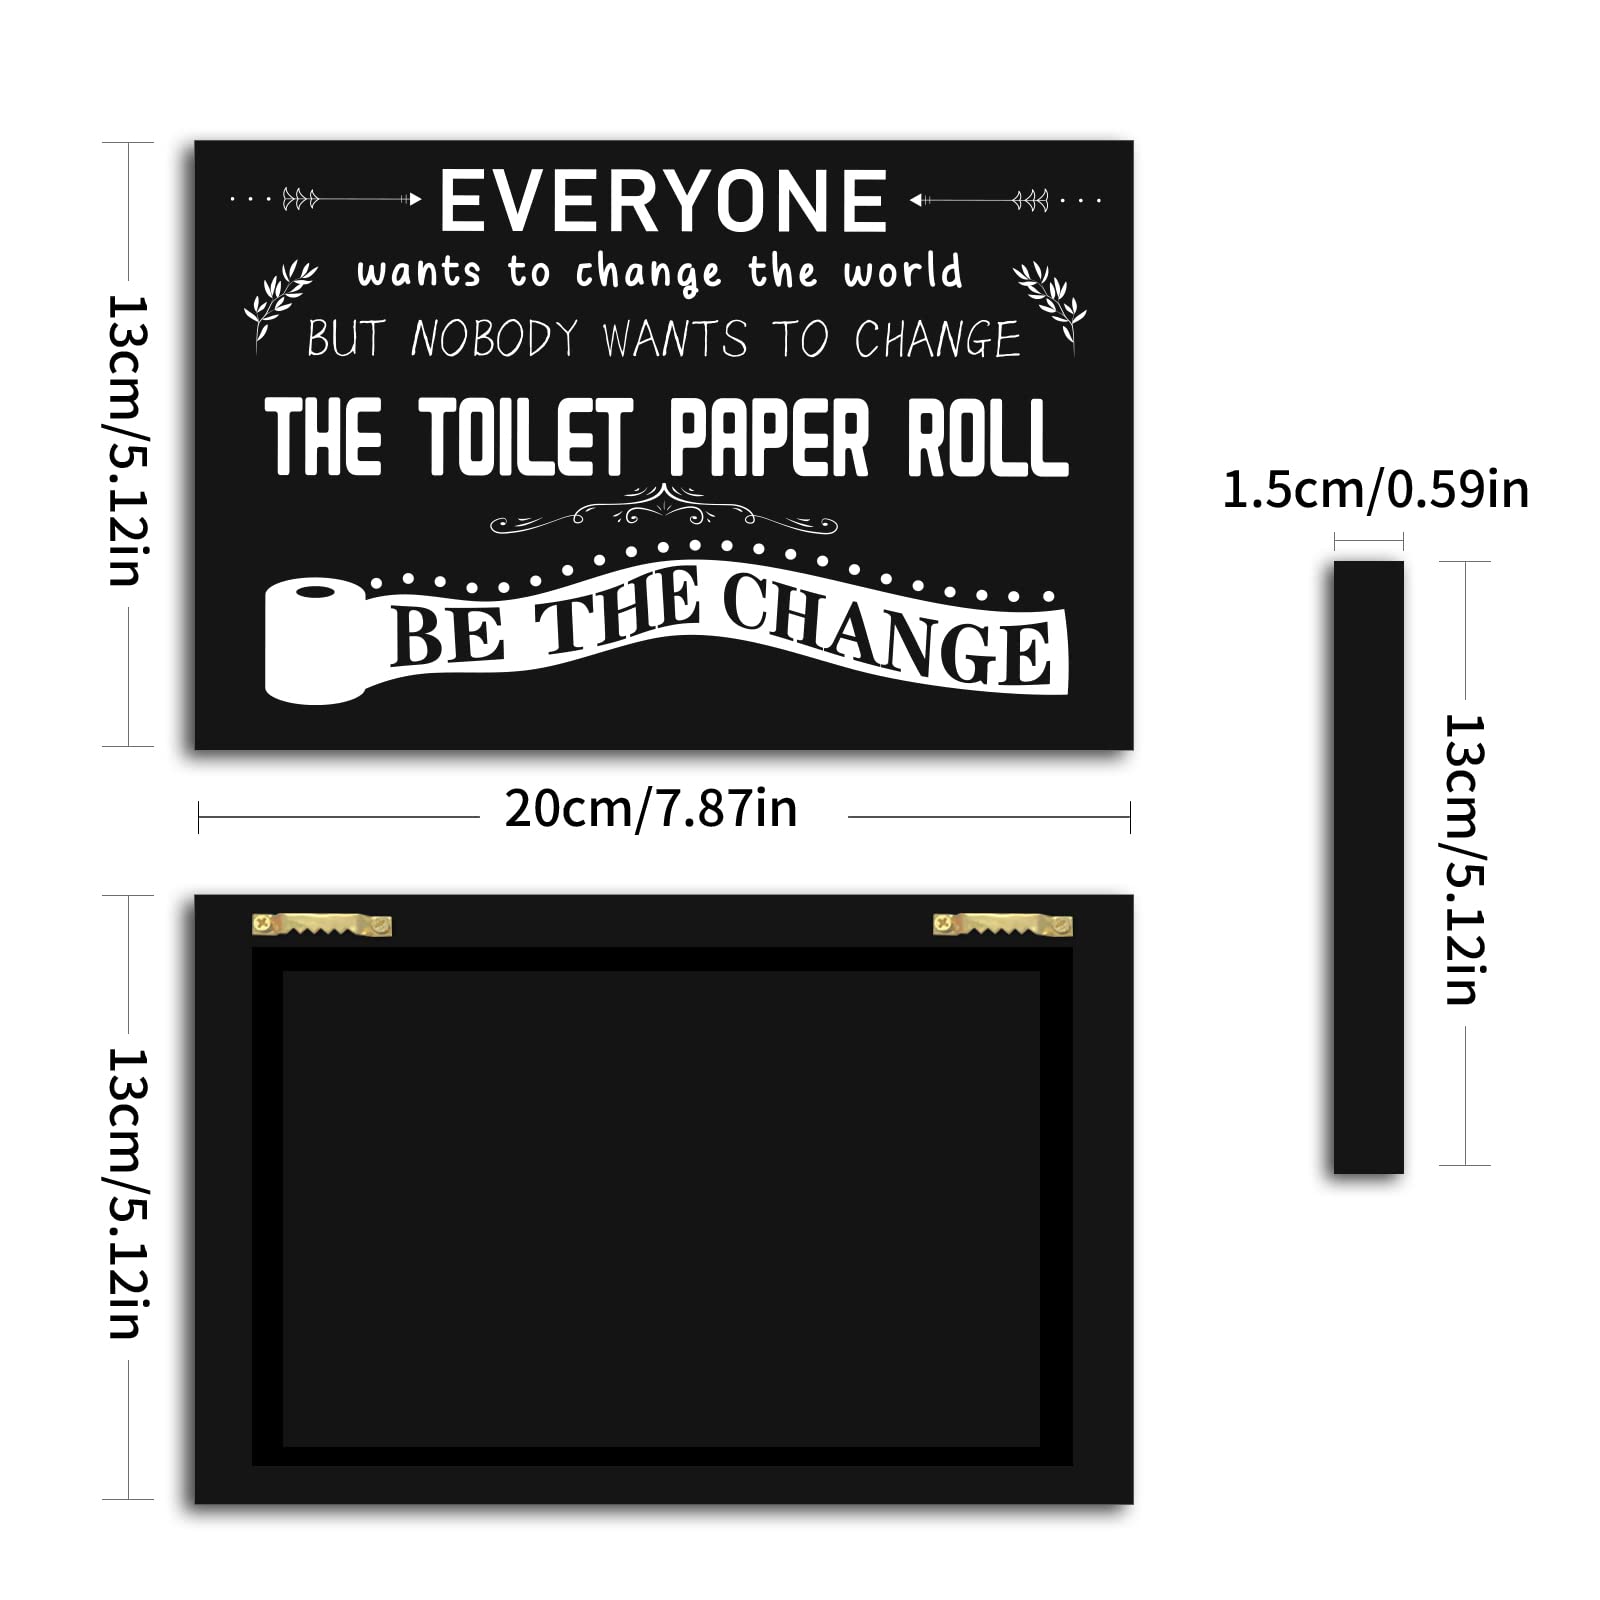 EVERYONE
wants to change the world
BUT NOBODY WANTS TO CHANGE
THE TOILET PAPER ROLL
BE THE CHANGE
13cm/5.12in
20cm/7.87in
1.5cm/0.59in
13cm/5.12in
13cm/5.12in